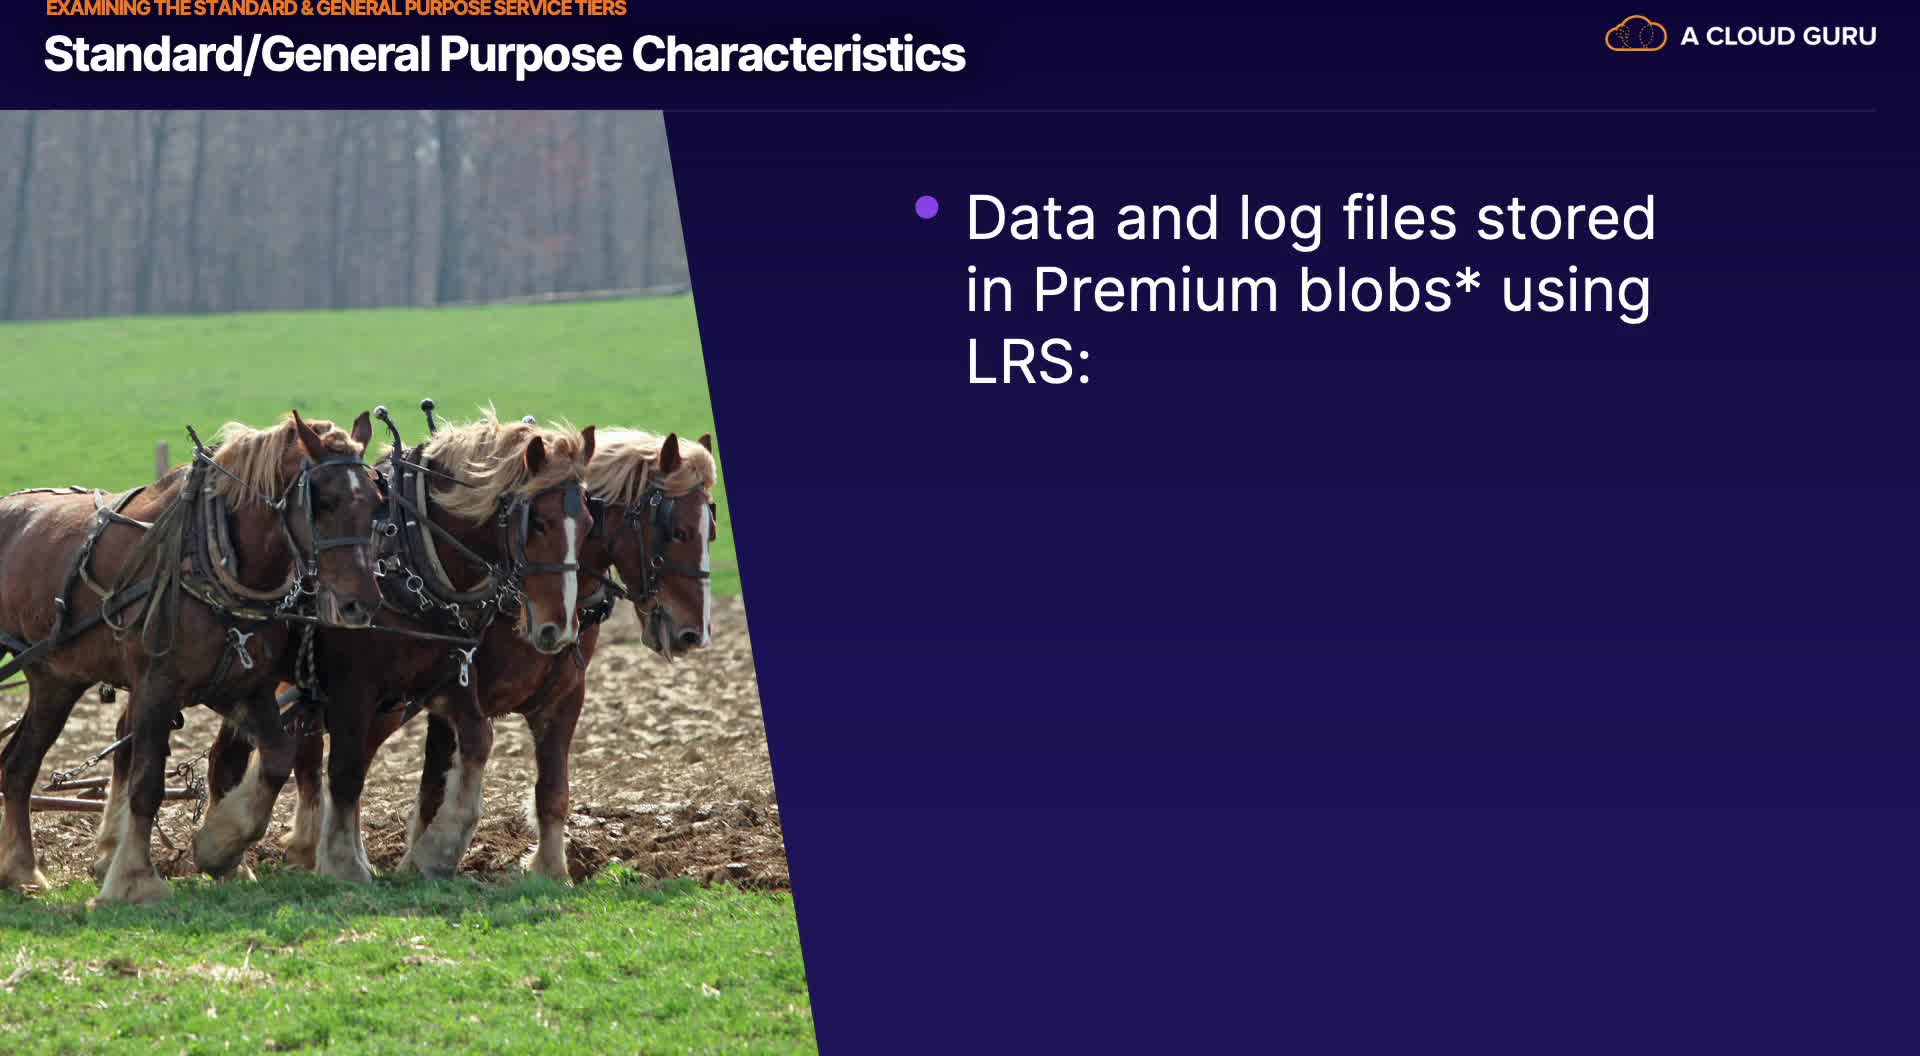 EXAMINING THE STANDARD & GENERAL PURPOSE SERVICE TIERS
Standard/General Purpose Characteristics
A CLOUD GURU
Data and log files stored
in Premium blobs* using
LRS: